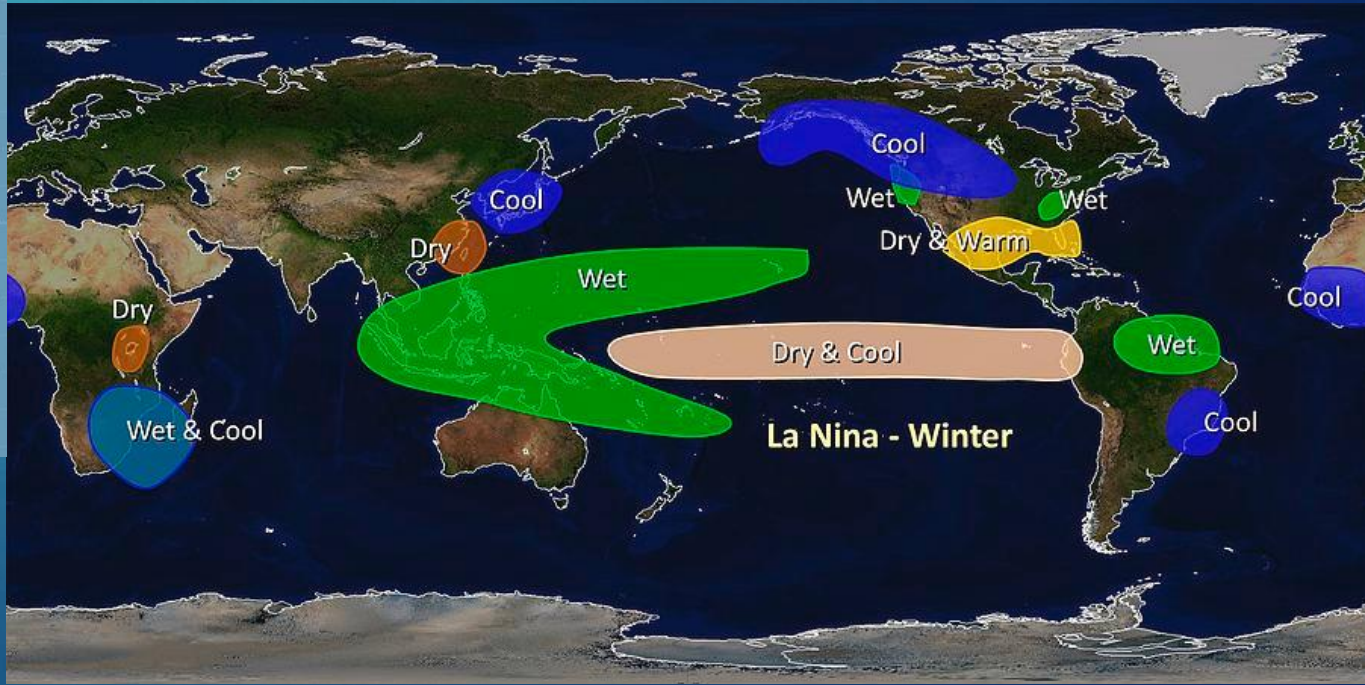 Cool
Wet
Wet
Cool
Dry & Warm
Dry
Wet
Cool
Dry
Wet
Dry & Cool
Wet & Cool
Cool
La Nina - Winter